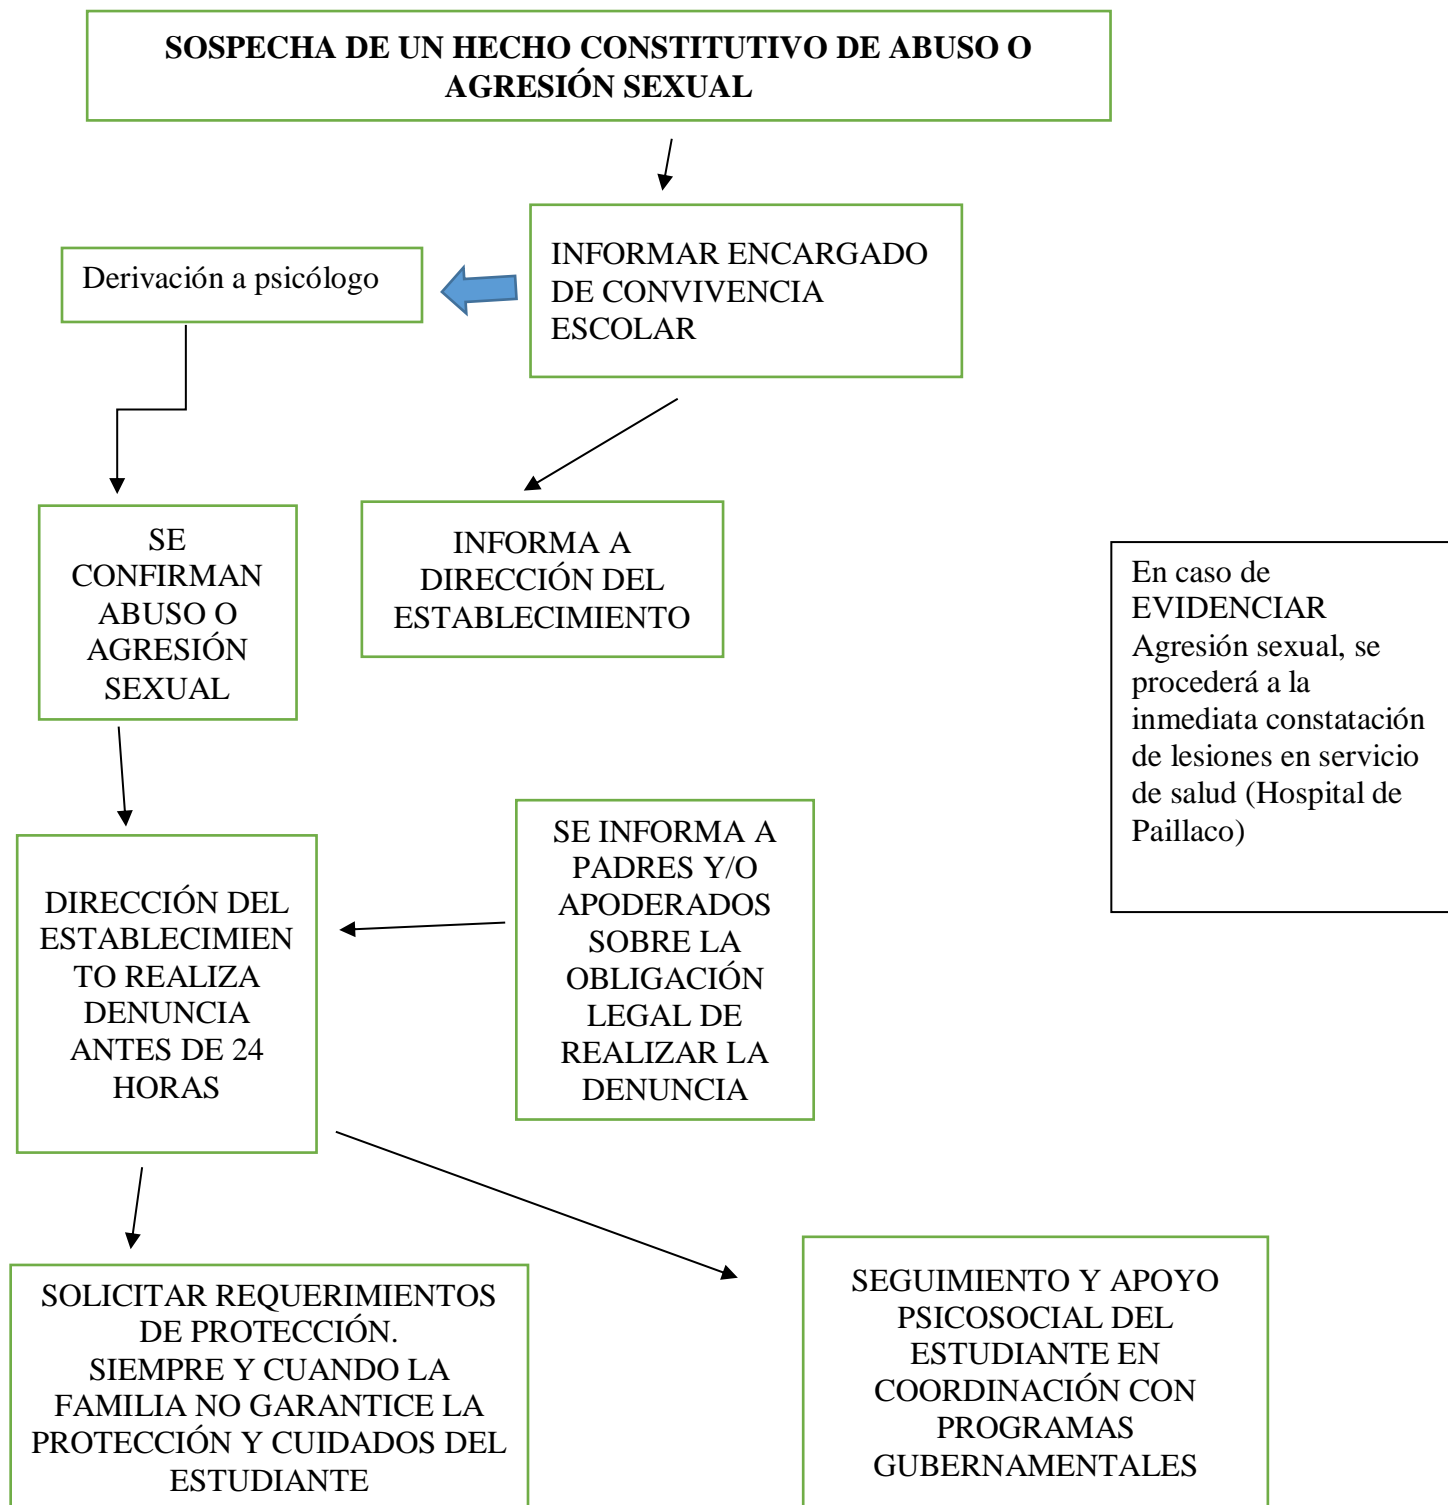 SOSPECHA DE UN HECHO CONSTITUTIVO DE ABUSO O
AGRESIÓN SEXUAL
INFORMAR ENCARGADO
DE CONVIVENCIA
ESCOLAR
Derivación a psicólogo
SE
CONFIRMAN
ABUSO O
AGRESIÓN
SEXUAL
INFORMA A
DIRECCIÓN DEL
ESTABLECIMIENTO
En caso de
EVIDENCIAR
Agresión sexual, se
procederá a la
inmediata constatación
de lesiones en servicio
de salud (Hospital de
Paillaco)
DIRECCIÓN DEL
ESTABLECIMIEN
TO REALIZA
DENUNCIA
ANTES DE 24
HORAS
SE INFORMA A
PADRES Y/O
APODERADOS
SOBRE LA
OBLIGACIÓN
LEGAL DE
REALIZAR LA
DENUNCIA
SOLICITAR REQUERIMIENTOS
DE PROTECCIÓN.
SIEMPRE Y CUANDO LA
FAMILIA NO GARANTICE LA
PROTECCIÓN Y CUIDADOS DEL
ESTUDIANTE
SEGUIMIENTO Y APOYO
PSICOSOCIAL DEL
ESTUDIANTE EN
COORDINACIÓN CON
PROGRAMAS
GUBERNAMENTALES